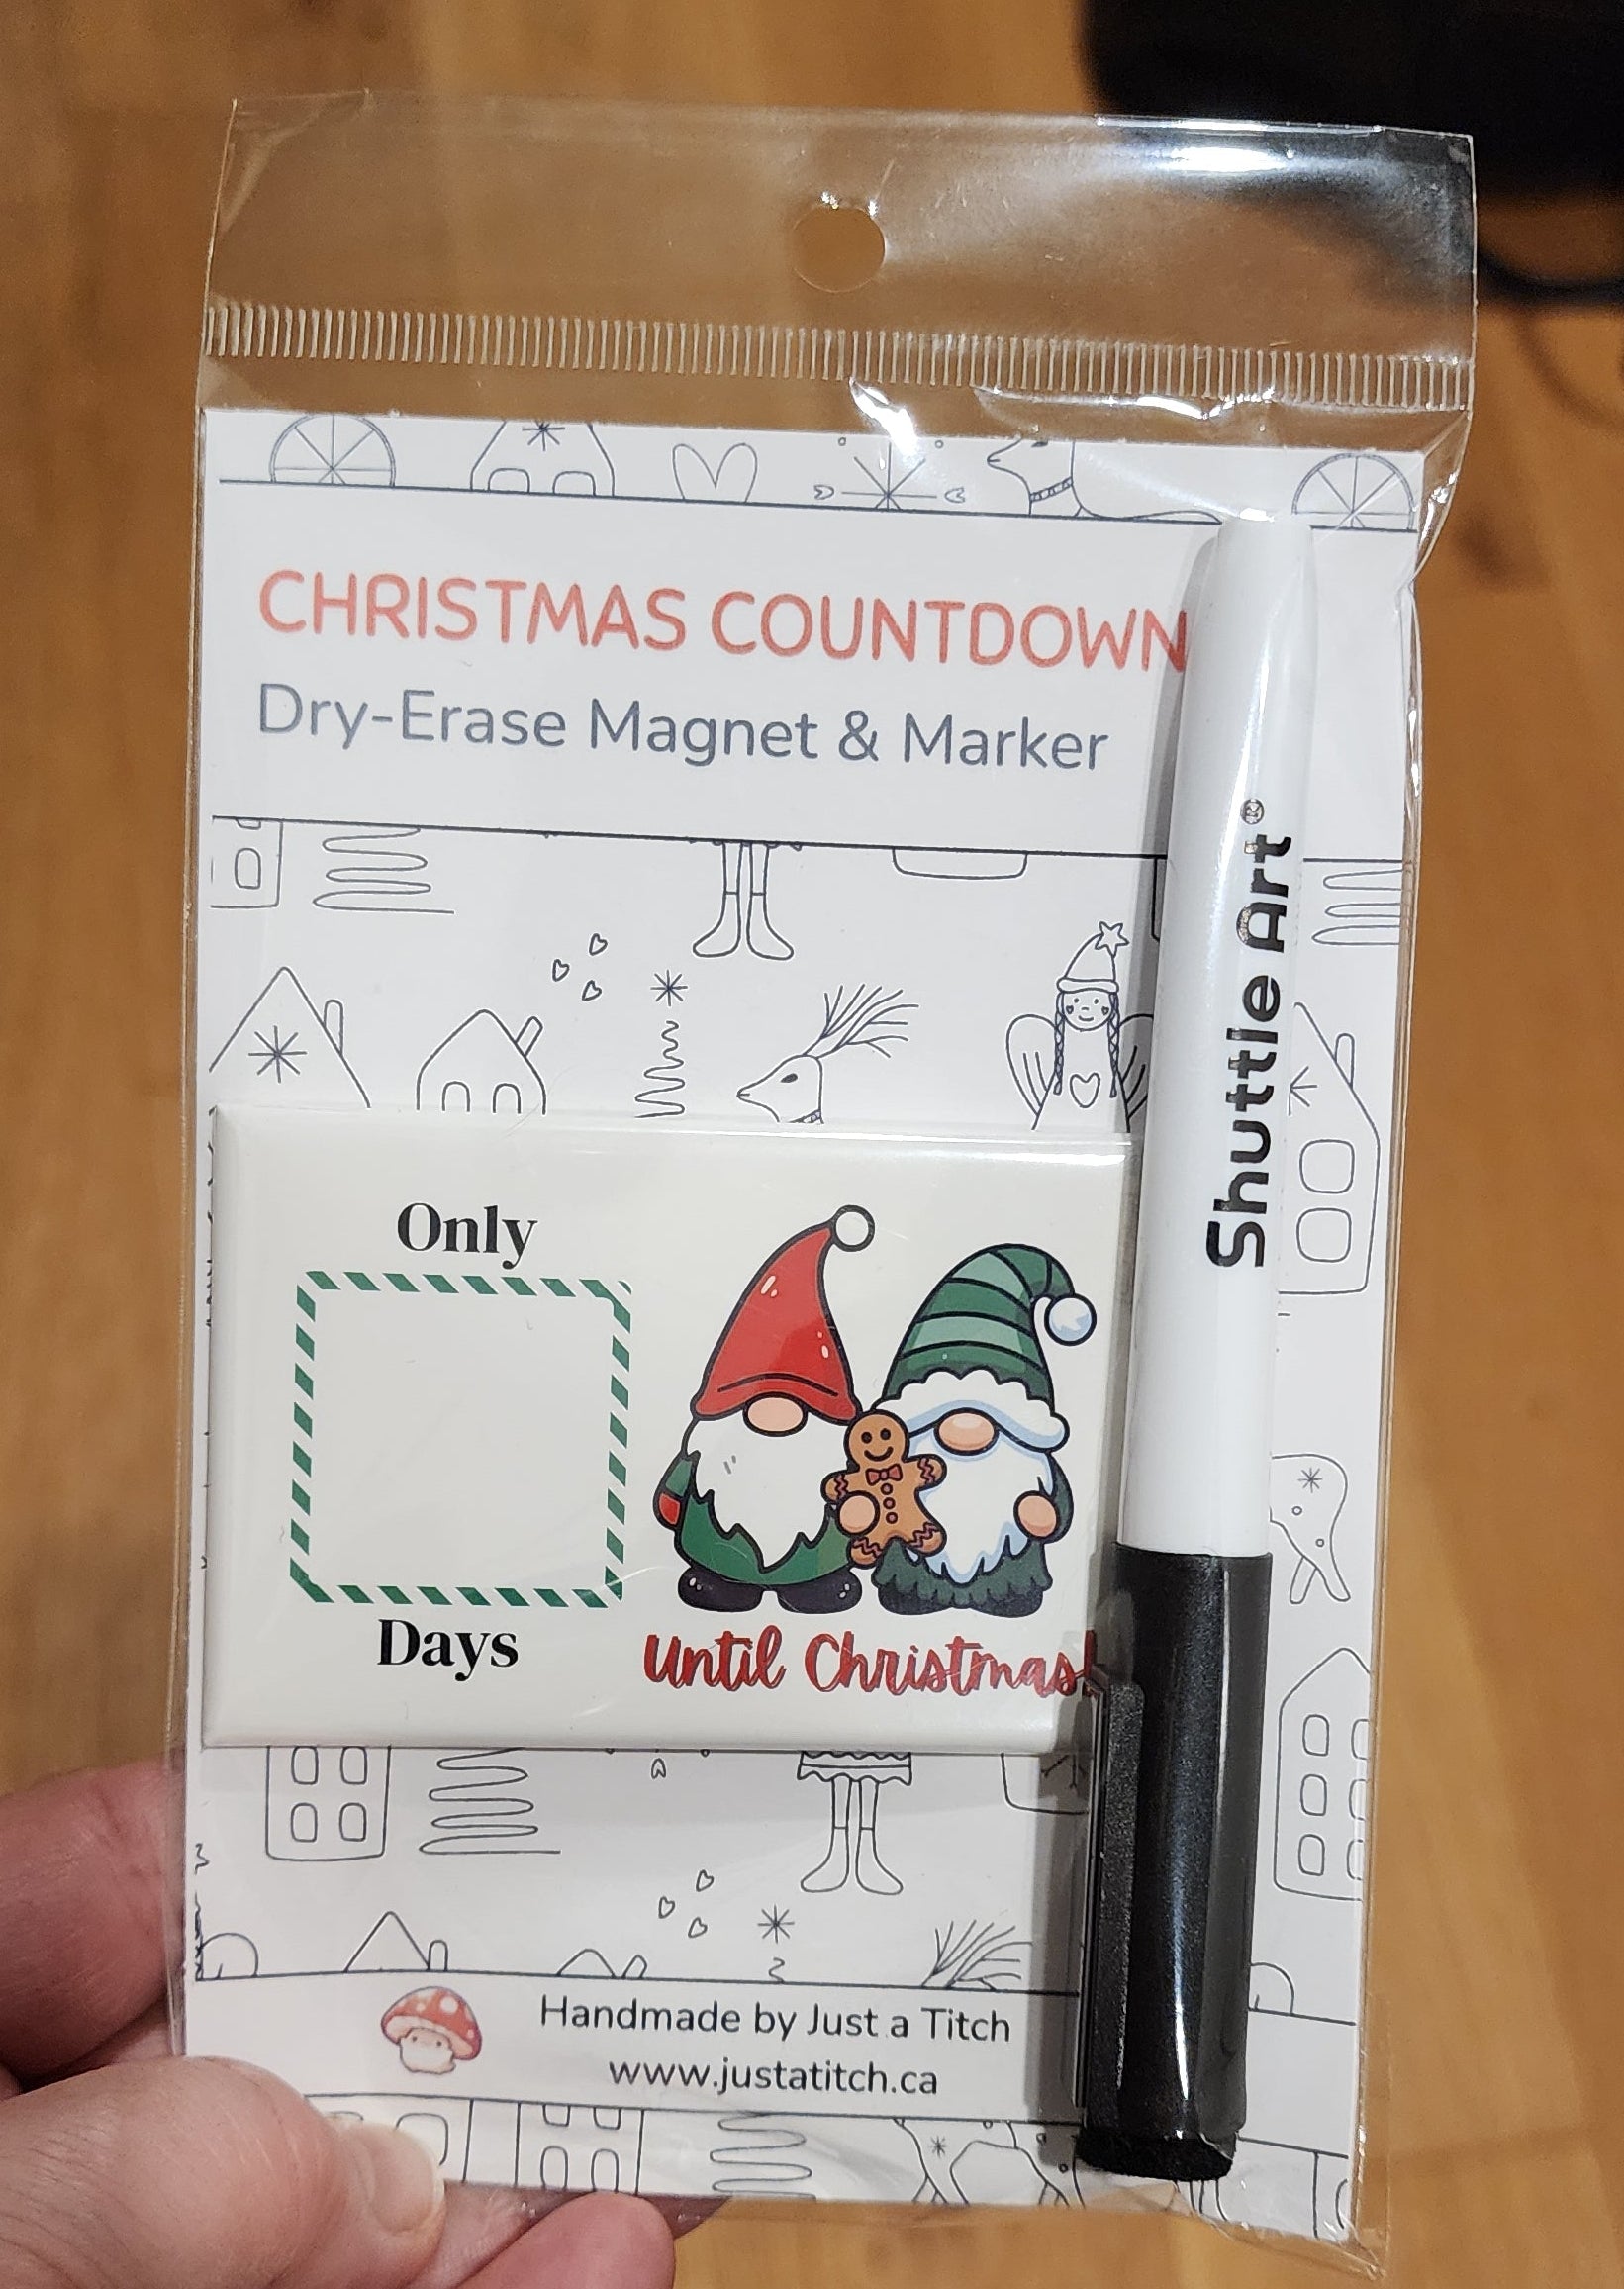 CHRISTMAS COUNTDOWN
Dry-Erase Magnet & Marker
Shuttle Art®
Only
Days
Until Christmas!
Handmade by Just a Titch
www.justatitch.ca